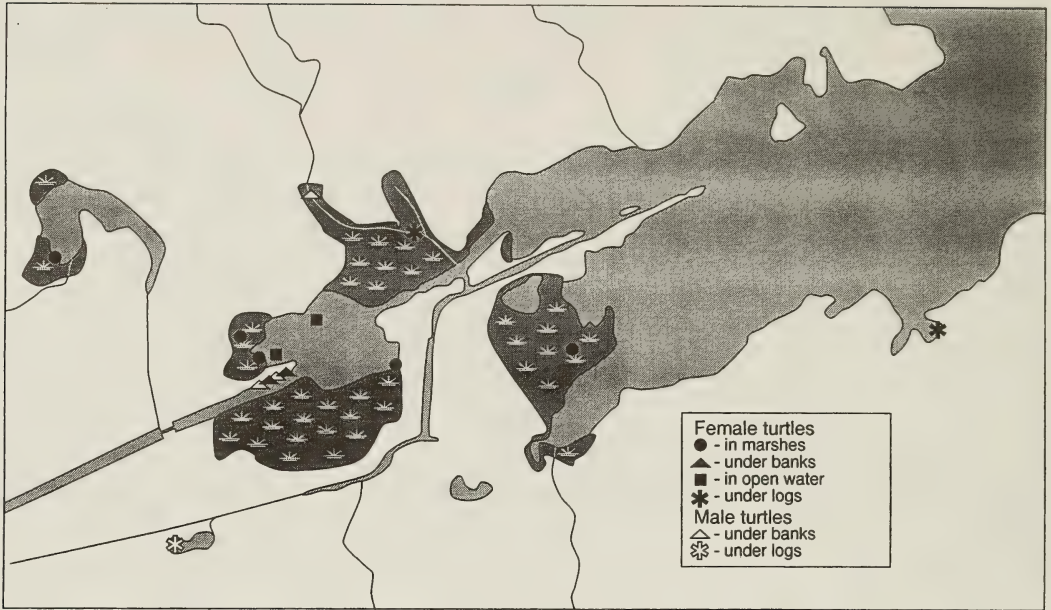 Female turtles
- in marshes
- under banks
- in open water
- under logs
Male turtles
- under banks
- under logs